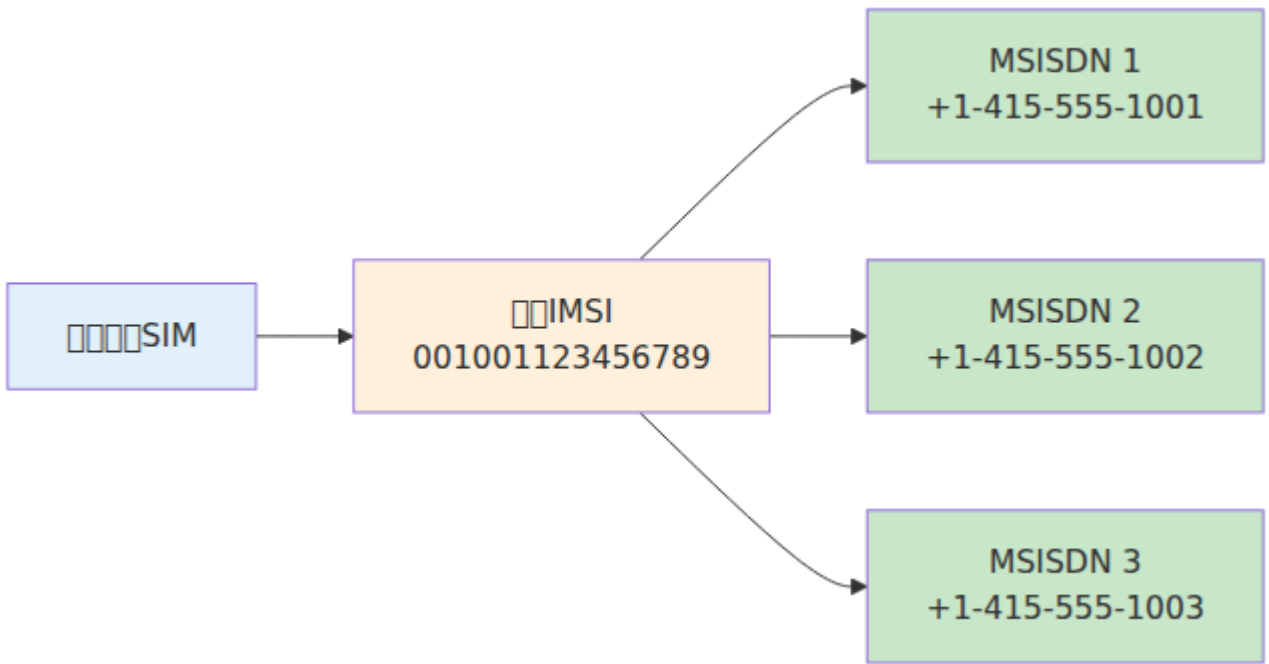 SIM
IMSI
001001123456789
MSISDN 1
+1-415-555-1001
MSISDN 2
+1-415-555-1002
MSISDN 3
+1-415-555-1003